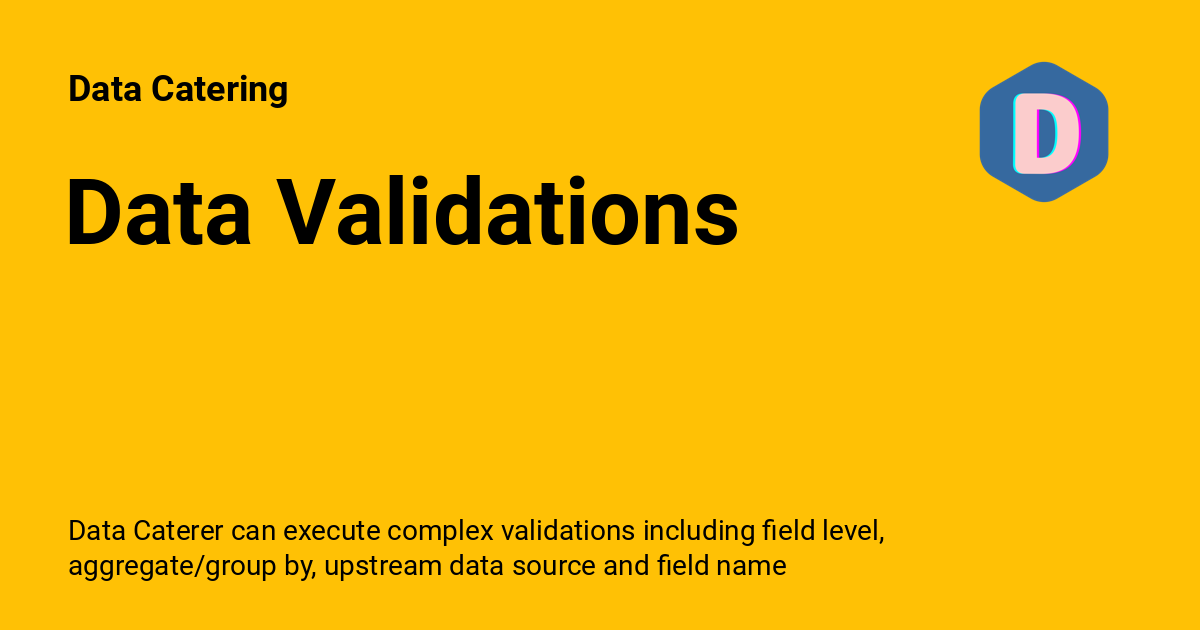 Data Catering
D
Data Validations
Data Caterer can execute complex validations including field level,
aggregate/group by, upstream data source and field name